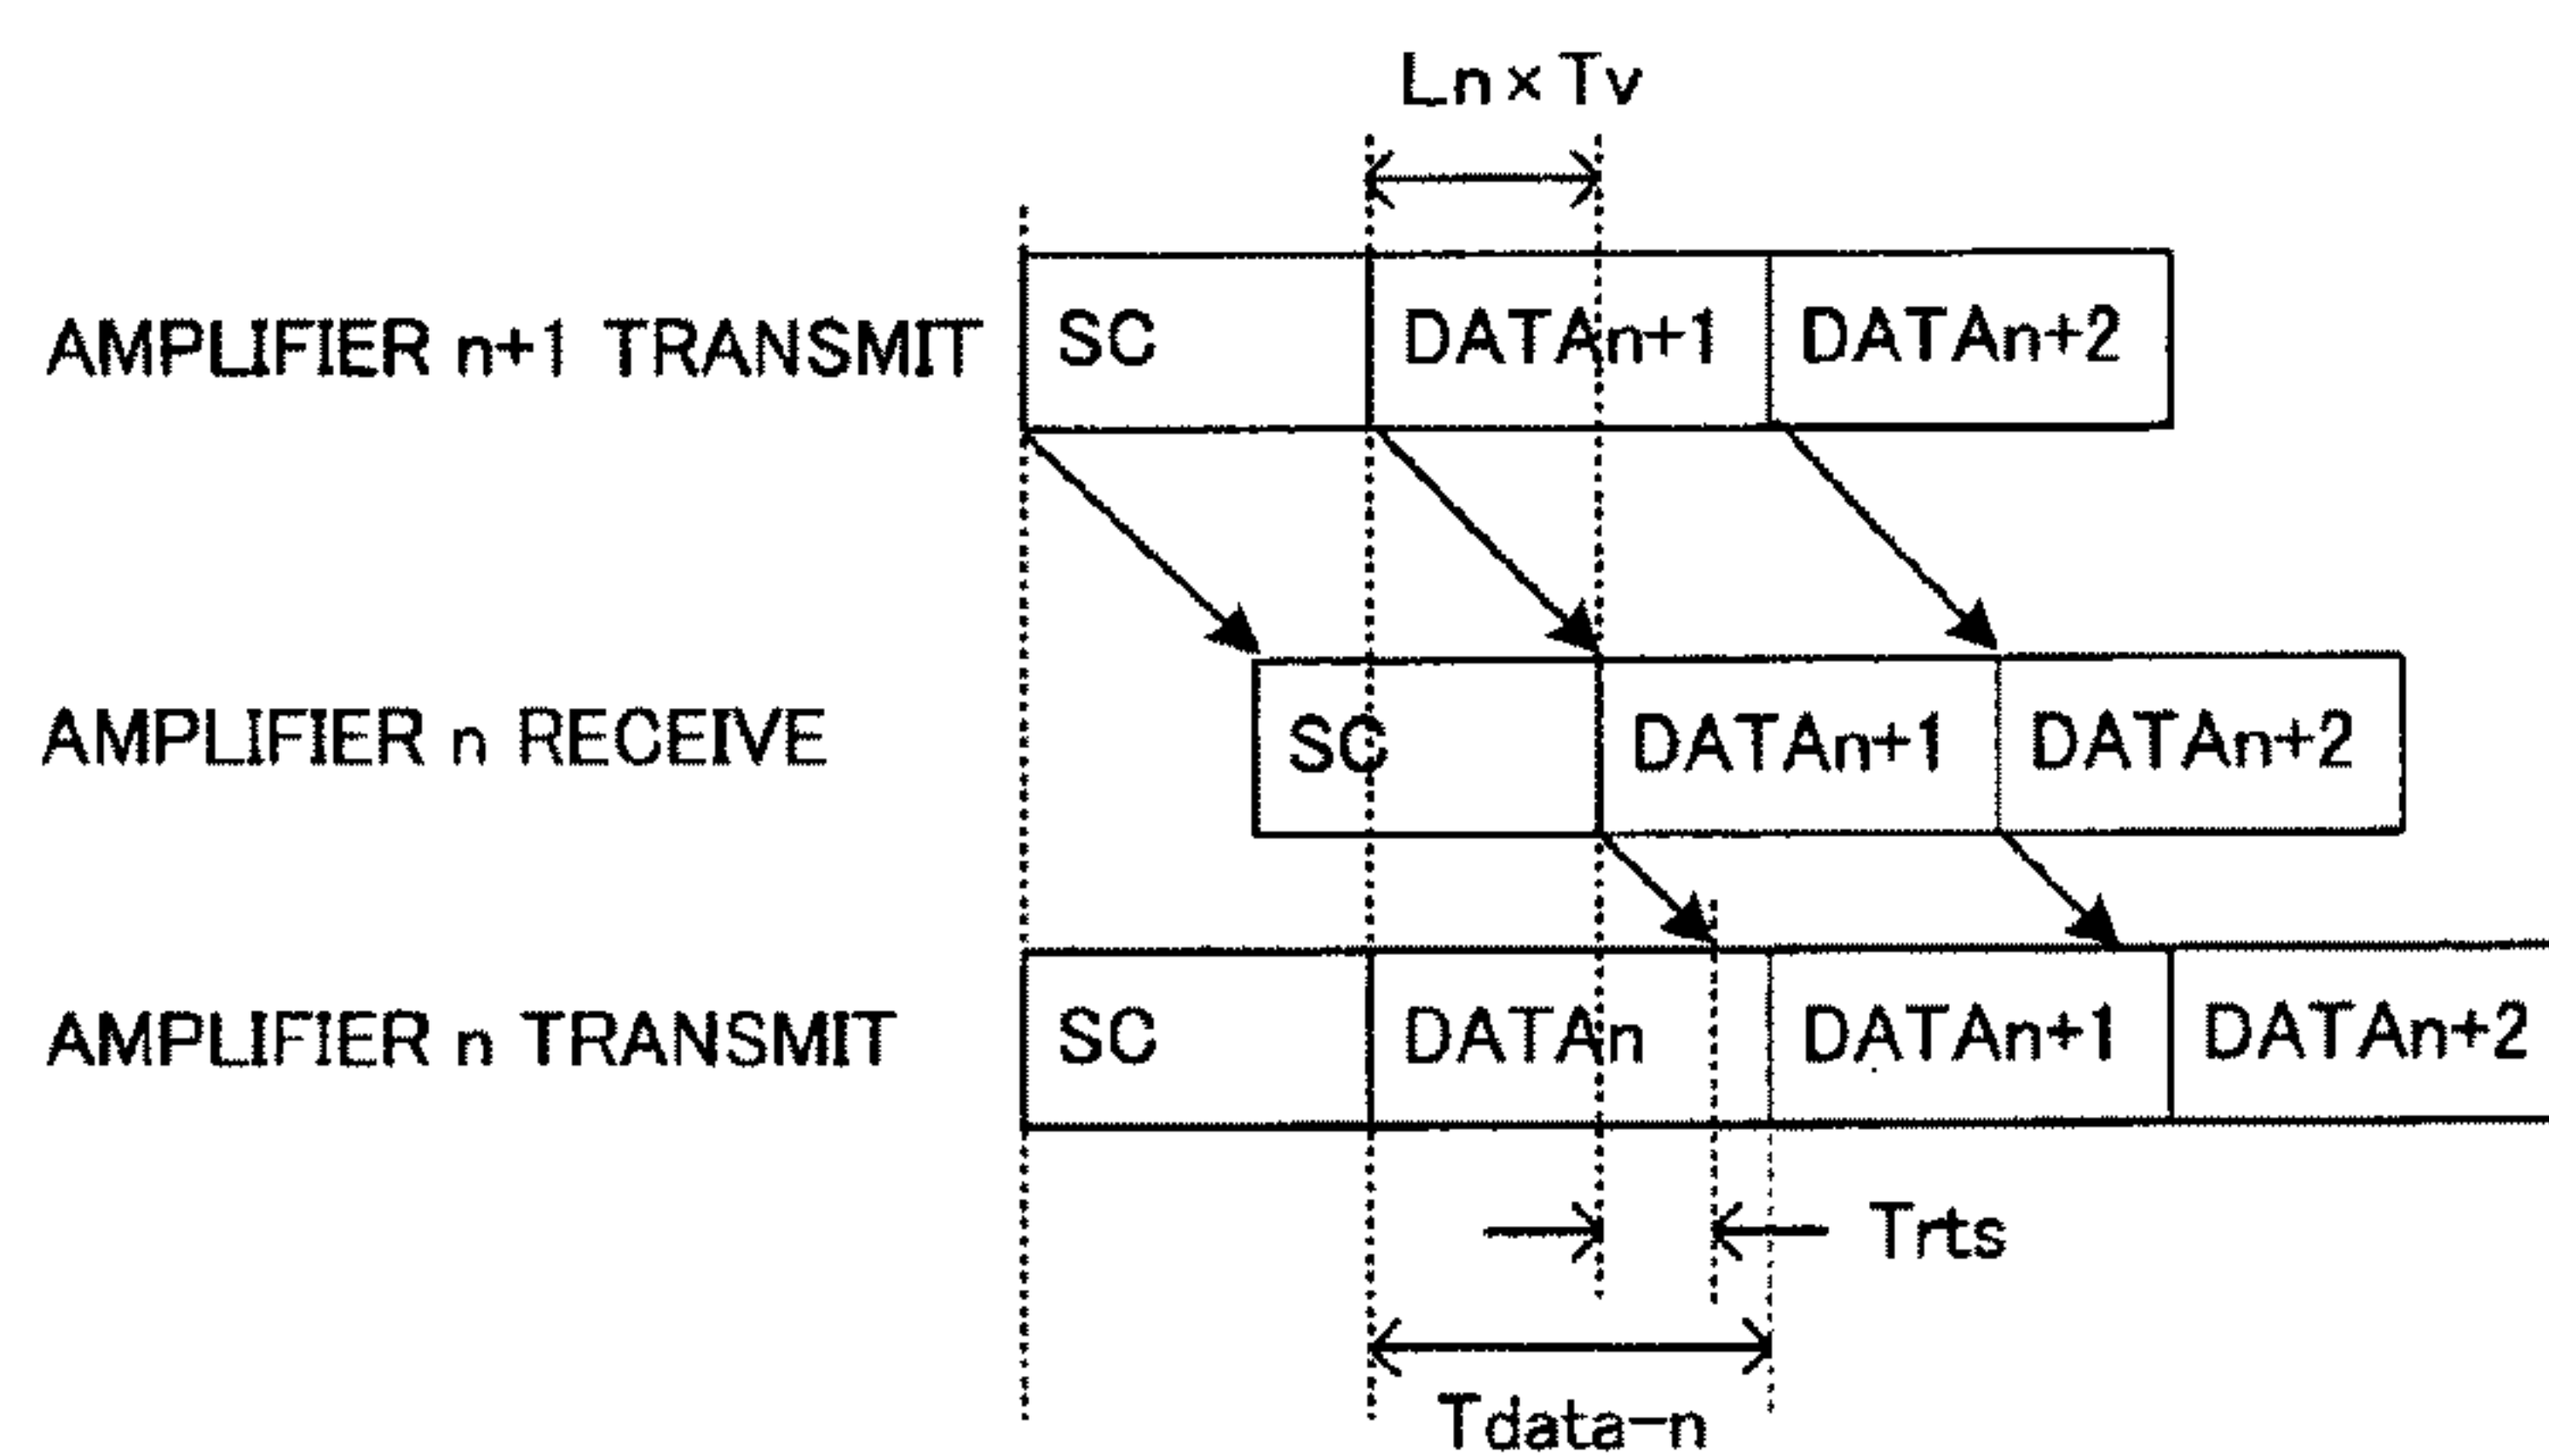 Ln×Tv
AMPLIFIER n+1 TRANSMIT SC DATAn+1 DATAn+2
AMPLIFIER n RECEIVE SC DATAn+1 DATAn+2
AMPLIFIER n TRANSMIT SC DATAn DATAn+1 DATAn+2
Trts
Tdata-n